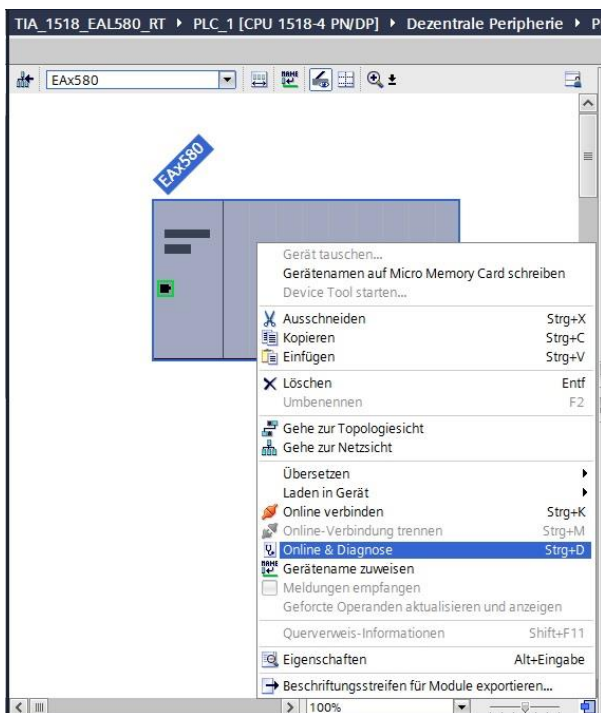 TIA_1518_EAL580_RT ▸ PLC_1 [CPU 1518-4 PN/DP] ▸ Dezentrale Peripherie ▸ P
EAx580
EAx580
Gerät tauschen...
Gerätenamen auf Micro Memory Card schreiben
Device Tool starten...
Ausschneiden Strg+X
Kopieren Strg+C
Einfügen Strg+V
Löschen Entf
Umbenennen F2
Gehe zur Topologiesicht
Gehe zur Netzsicht
Übersetzen
Laden in Gerät
Online verbinden Strg+K
Online-Verbindung trennen Strg+M
Online & Diagnose Strg+D
Gerätename zuweisen
Meldungen empfangen
Geforcte Operanden aktualisieren und anzeigen
Querverweis-Informationen Shift+F11
Eigenschaften Alt+Eingabe
Beschriftungsstreifen für Module exportieren...
100%